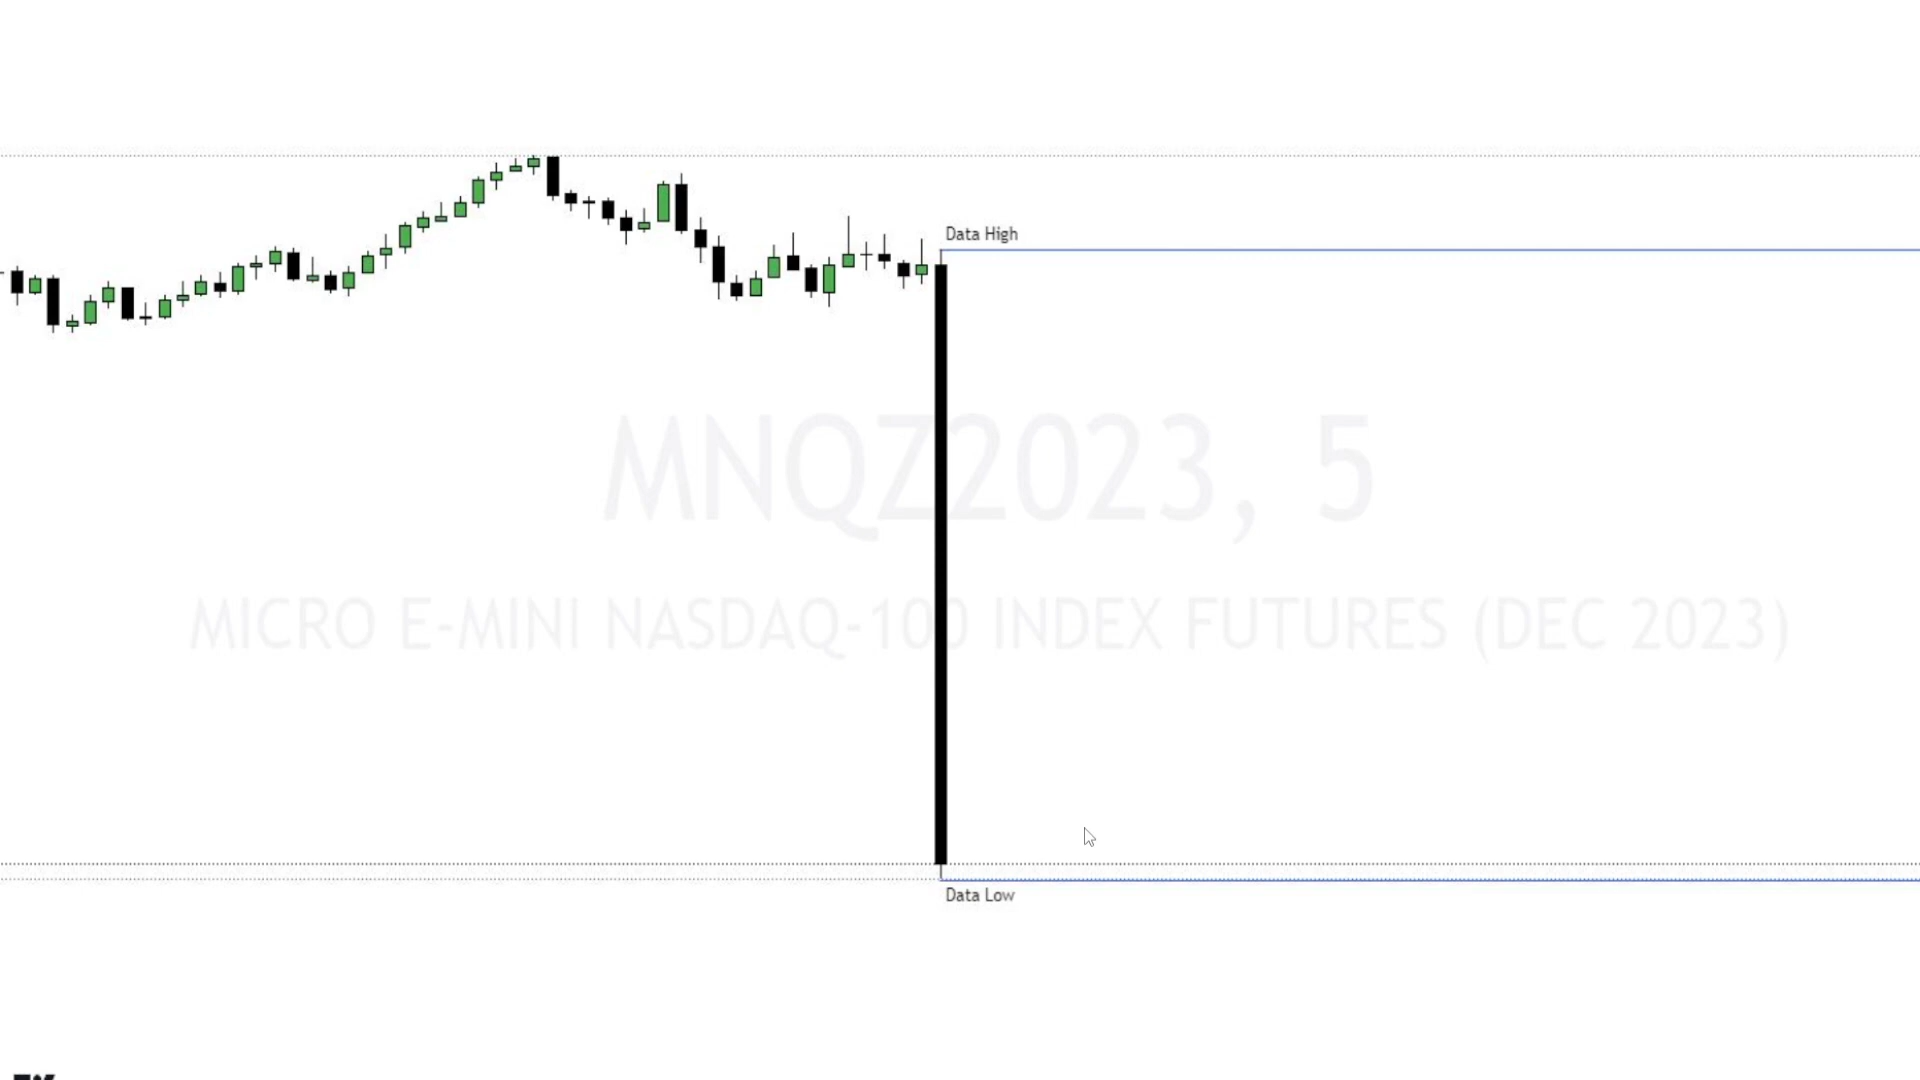 Data High
MNQZ2023, 5
MICRO E-MINI NASDAQ-100 INDEX FUTURES (DEC 2023)
Data Low